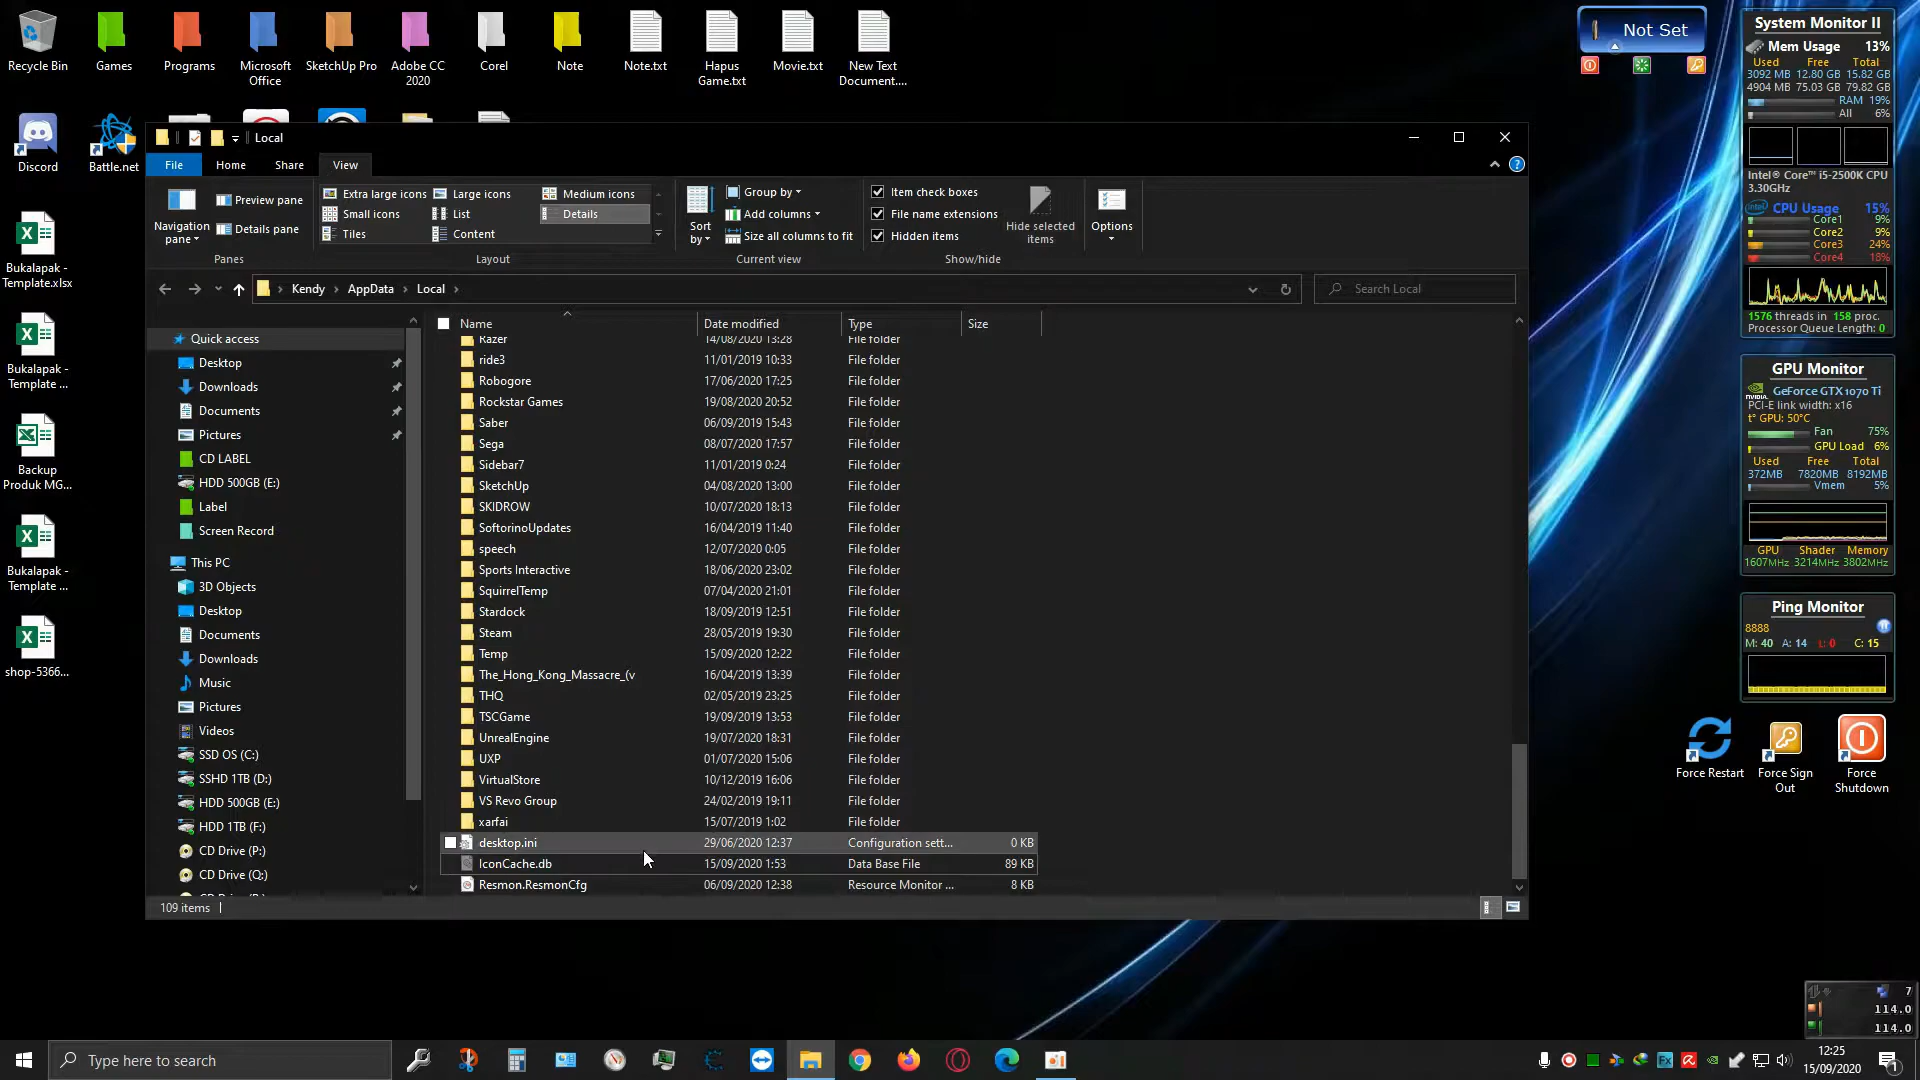 Recycle Bin
Games
Programs
Microsoft
Office
SketchUp Pro
Adobe CC
2020
Corel
Note
Note.txt
Hapus
Game.txt
Movie.txt
New Text
Document....
Discord
Battle.net
Bukalapak -
Template.xlsx
Bukalapak -
Template ...
Backup
Produk MG...
Bukalapak -
Template ...
shop-5366...
Local
File
Home
Share
View
Navigation
pane
Preview pane
Details pane
Panes
Extra large icons
Large icons
Medium icons
Small icons
List
Details
Tiles
Content
Layout
Sort
by
Group by
Add columns
Size all columns to fit
Current view
Item check boxes
File name extensions
Hidden items
Hide selected
items
Show/hide
Options
Kendy
AppData
Local
Search Local
Quick access
Desktop
Downloads
Documents
Pictures
CD LABEL
HDD 500GB (E:)
Label
Screen Record
This PC
3D Objects
Desktop
Documents
Downloads
Music
Pictures
Videos
SSD OS (C:)
SSHD 1TB (D:)
HDD 500GB (E:)
HDD 1TB (F:)
CD Drive (P:)
CD Drive (Q:)
Name Date modified Type Size
Razer 14/08/2020 13:28 File folder
ride3 11/01/2019 10:33 File folder
Robogore 17/06/2020 17:25 File folder
Rockstar Games 19/08/2020 20:52 File folder
Saber 06/09/2019 15:43 File folder
Sega 08/07/2020 17:57 File folder
Sidebar7 11/01/2019 0:24 File folder
SketchUp 04/08/2020 13:00 File folder
SKIDROW 10/07/2020 18:13 File folder
SoftorinoUpdates 16/04/2019 11:40 File folder
speech 12/07/2020 0:05 File folder
Sports Interactive 18/06/2020 23:02 File folder
SquirrelTemp 07/04/2020 21:01 File folder
Stardock 18/09/2019 12:51 File folder
Steam 28/05/2019 19:30 File folder
Temp 15/09/2020 12:22 File folder
The_Hong_Kong_Massacre_(v 16/04/2019 13:39 File folder
THQ 02/05/2019 23:25 File folder
TSCGame 19/09/2019 13:53 File folder
UnrealEngine 19/07/2020 18:31 File folder
UXP 01/07/2020 15:06 File folder
VirtualStore 10/12/2019 16:06 File folder
VS Revo Group 24/02/2019 19:11 File folder
xarfai 15/07/2019 1:02 File folder
desktop.ini 29/06/2020 12:37 Configuration sett... 0 KB
IconCache.db 15/09/2020 1:53 Data Base File 89 KB
Resmon.ResmonCfg 06/09/2020 12:38 Resource Monitor ... 8 KB
109 items
Not Set
System Monitor II
Mem Usage 13%
Used Free Total
3092 MB 12.80 GB 15.82 GB
4904 MB 75.03 GB 79.82 GB
RAM 19%
All 6%
Intel® Core™ i5-2500K CPU
3.30GHz
intel CPU Usage 15%
Core1 9%
Core2 9%
Core3 24%
Core4 18%
1576 threads in 158 proc.
Processor Queue Length: 0
GPU Monitor
NVIDIA. GeForce GTX 1070 Ti
PCI-E link width: x16
t° GPU: 50°C
Fan 75%
GPU Load 6%
Used Free Total
372MB 7820MB 8192MB
Vmem 5%
GPU Shader Memory
1607MHz 3214MHz 3802MHz
Ping Monitor
8888
M: 40 A: 14 L: 0 C: 15
Force Restart
Force Sign
Out
Force
Shutdown
7
114.0
114.0
Type here to search
Fx
12:25
15/09/2020
1